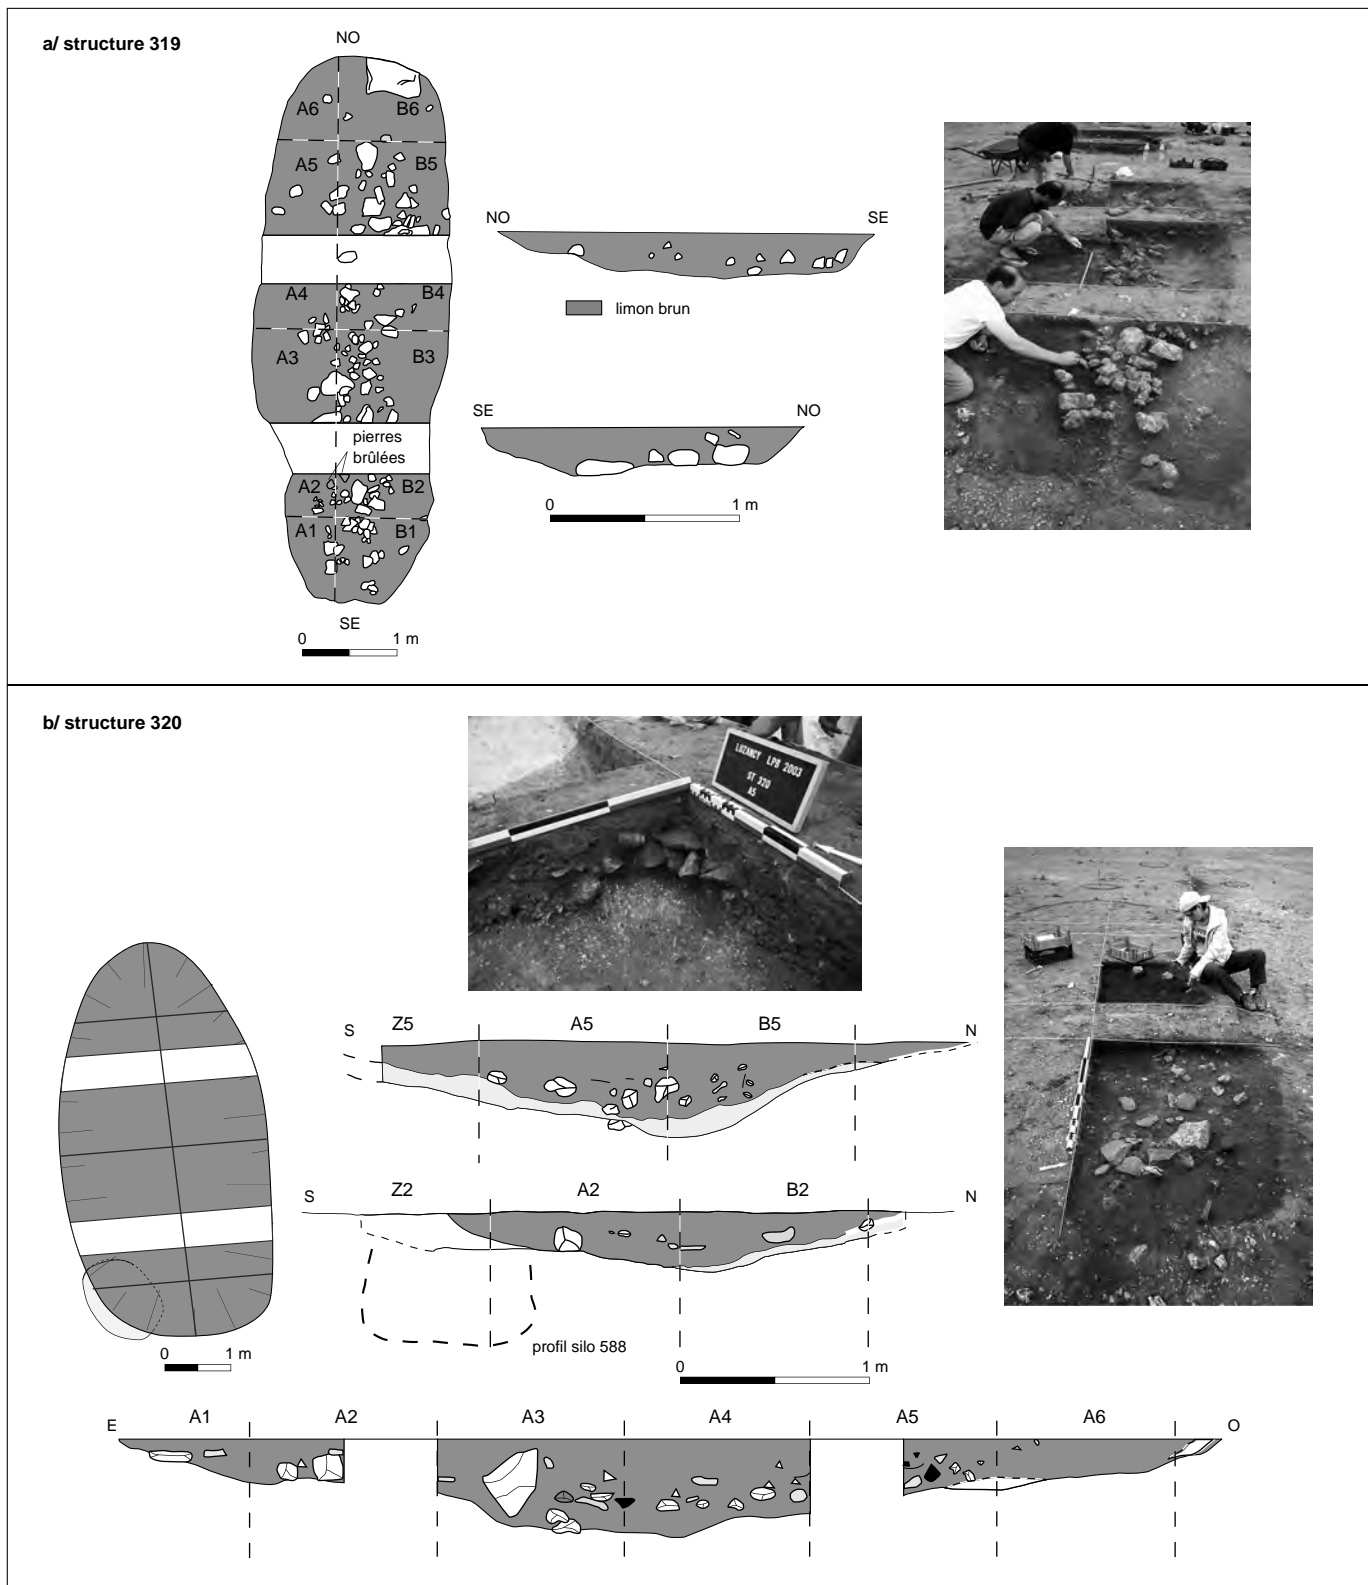 a/ structure 319
NO
A6 B6
A5 B5
A4 B4
A3 B3
pierres
brûlées
A2 B2
A1 B1
SE
0 1 m
NO SE
limon brun
SE NO
0 1 m
b/ structure 320
LUZANCY LPB 2003
ST 320
A5
0 1 m
S Z5 A5 B5 N
S Z2 A2 B2 N
profil silo 588
0 1 m
E A1 A2 A3 A4 A5 A6 O